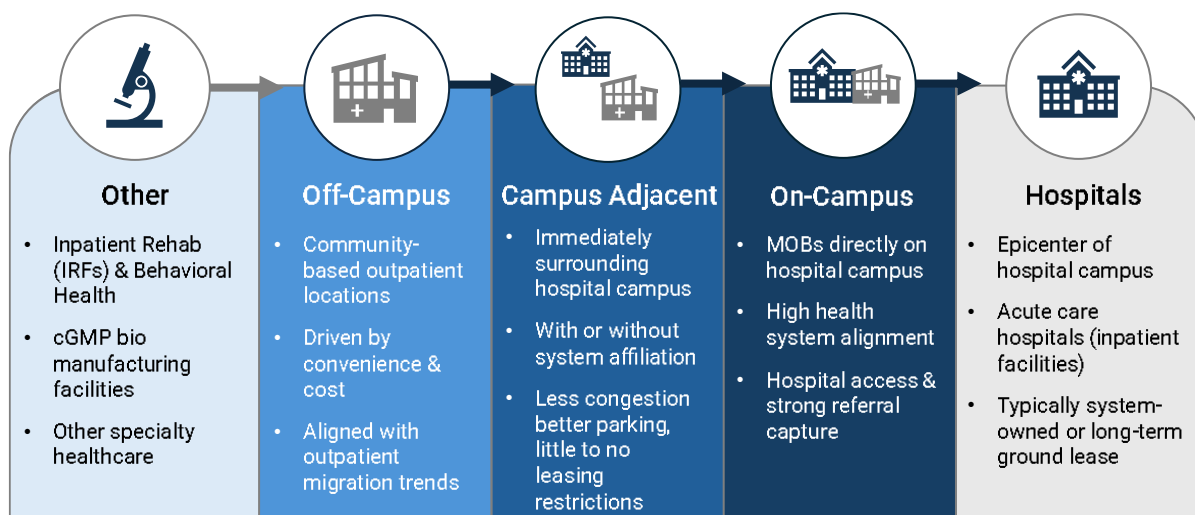 Other
• Inpatient Rehab
(IRFs) & Behavioral
Health
• cGMP bio
manufacturing
facilities
• Other specialty
healthcare
Off-Campus
• Community-
based outpatient
locations
• Driven by
convenience &
cost
• Aligned with
outpatient
migration trends
Campus Adjacent
• Immediately
surrounding
hospital campus
• With or without
system affiliation
• Less congestion
better parking,
little to no
leasing
restrictions
On-Campus
• MOBs directly on
hospital campus
• High health
system alignment
• Hospital access &
strong referral
capture
Hospitals
• Epicenter of
hospital campus
• Acute care
hospitals (inpatient
facilities)
• Typically system-
owned or long-term
ground lease